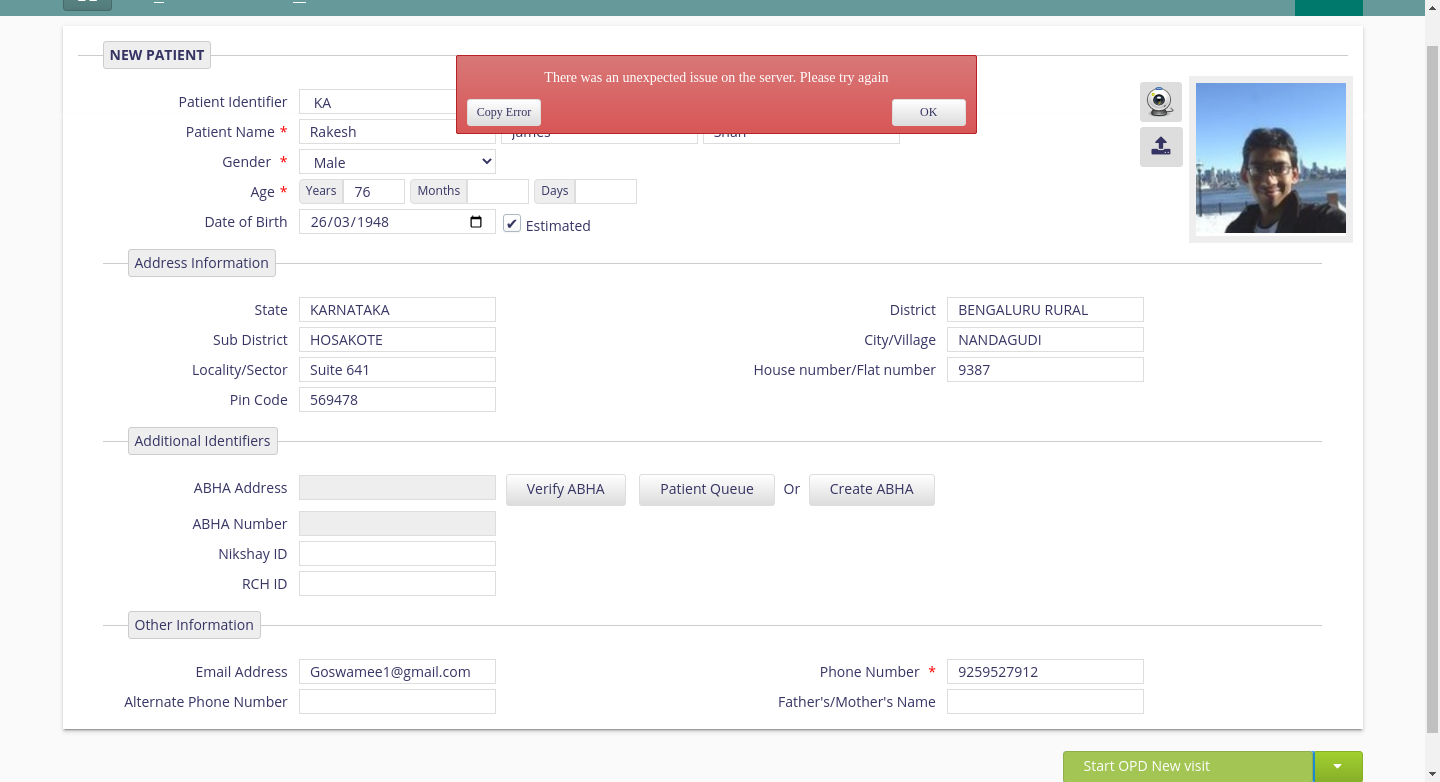 NEW PATIENT
There was an unexpected issue on the server. Please try again
Copy Error OK
Patient Identifier KA
Patient Name * Rakesh
Gender * Male
Age * Years 76 Months Days
Date of Birth 26/03/1948 Estimated
Address Information
State KARNATAKA District BENGALURU RURAL
Sub District HOSAKOTE City/Village NANDAGUDI
Locality/Sector Suite 641 House number/Flat number 9387
Pin Code 569478
Additional Identifiers
ABHA Address Verify ABHA Patient Queue Or Create ABHA
ABHA Number
Nikshay ID
RCH ID
Other Information
Email Address Goswamee1@gmail.com Phone Number * 9259527912
Alternate Phone Number Father's/Mother's Name
Start OPD New visit